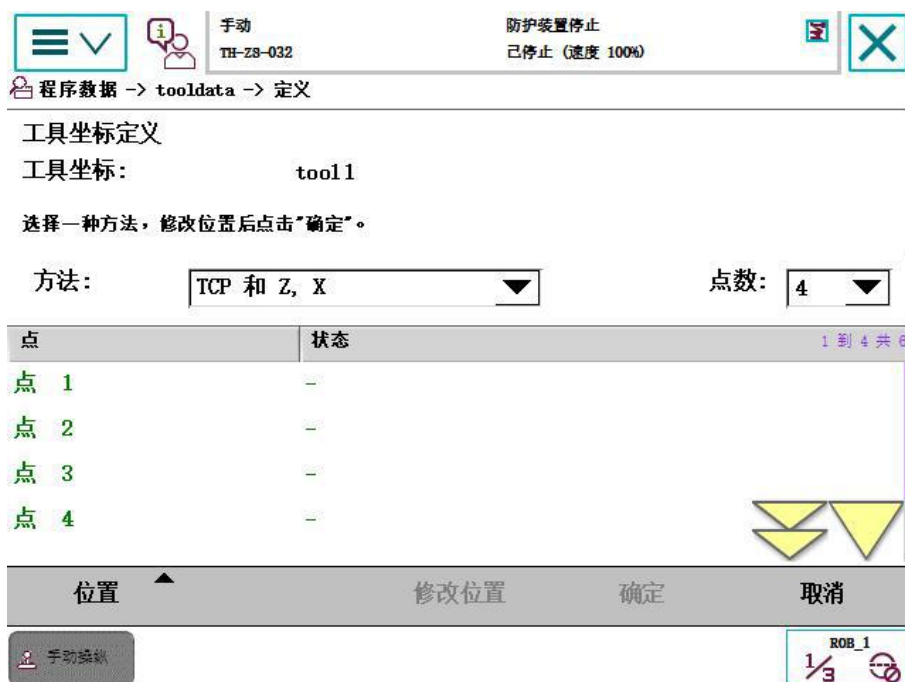 手动 防护装置停止
TH-ZS-032 已停止 (速度 100%)
程序数据 -> tooldata -> 定义
工具坐标定义
工具坐标: tool1
选择一种方法，修改位置后点击"确定"。
方法: TCP 和 Z, X 点数: 4
点 状态 1 到 4 共 6
点 1 -
点 2 -
点 3 -
点 4 -
位置 修改位置 确定 取消
手动操纵 ROB_1
1/3